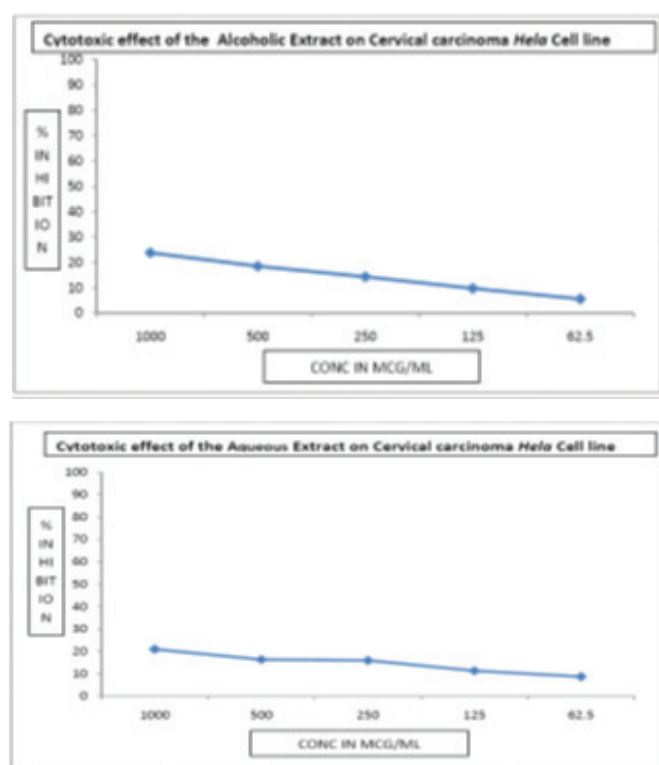 Cytotoxic effect of the Alcoholic Extract on Cervical carcinoma Hela Cell line
100
90
80
70
60
50
40
30
20
10
0
%
IN
HI
BIT
IO
N
1000 500 250 125 62.5
CONC IN MCG/ML
Cytotoxic effect of the Aqueous Extract on Cervical carcinoma Hela Cell line
100
90
80
70
60
50
40
30
20
10
0
%
IN
HI
BIT
IO
N
1000 500 250 125 62.5
CONC IN MCG/ML